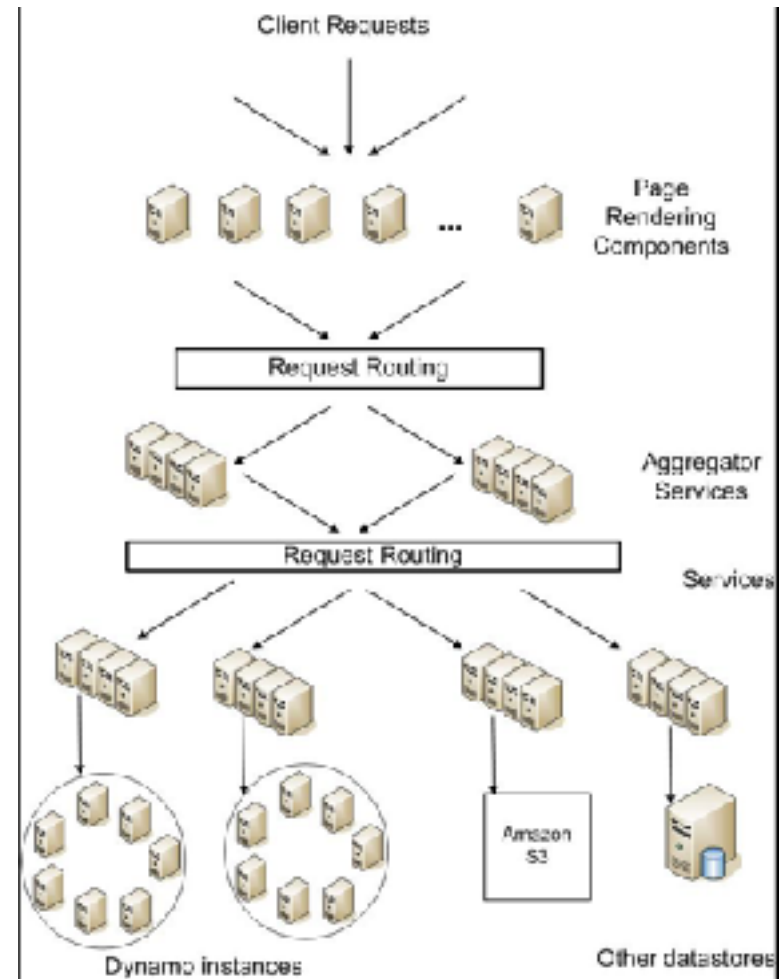 Client Requests
Page
Rendering
Components
...
Request Routing
Aggregator
Services
Request Routing
Services
Amazon
S3
Dynamo instances
Other datastores